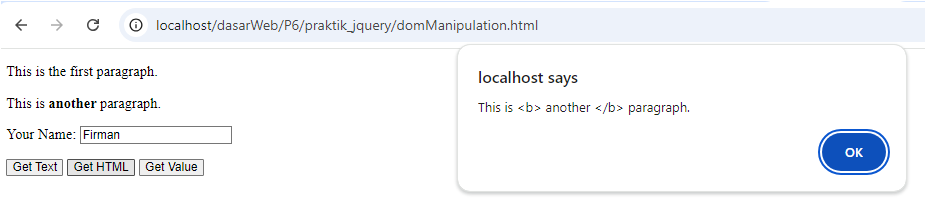 localhost/dasarWeb/P6/praktik_jquery/domManipulation.html
This is the first paragraph.
This is another paragraph.
Your Name: Firman
Get Text Get HTML Get Value
localhost says
This is <b> another </b> paragraph.
OK